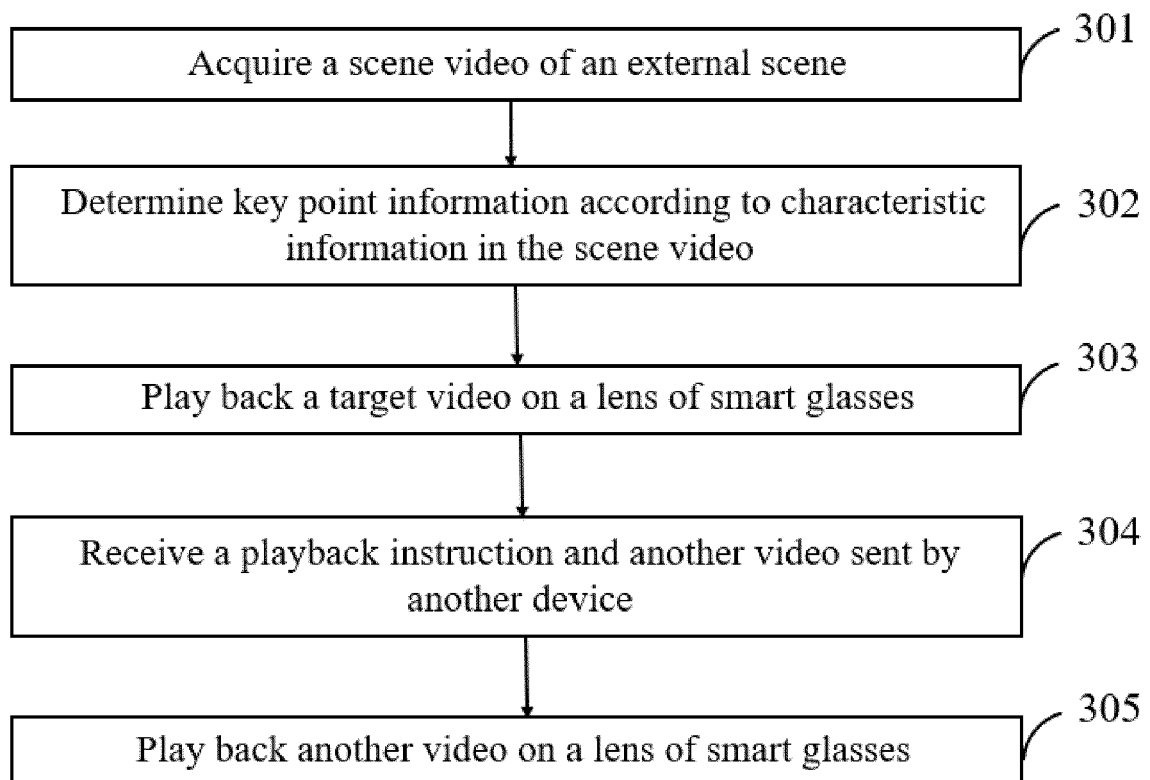 301
Acquire a scene video of an external scene
Determine key point information according to characteristic
information in the scene video
302
303
Play back a target video on a lens of smart glasses
304
Receive a playback instruction and another video sent by
another device
305
Play back another video on a lens of smart glasses